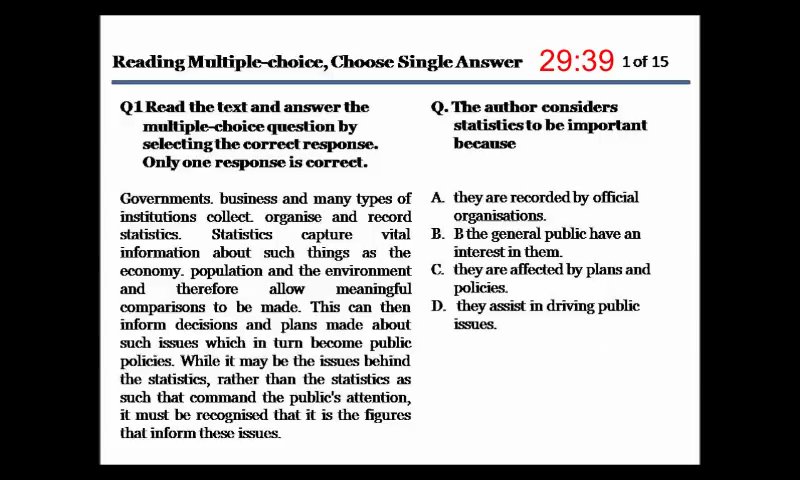 Reading Multiple-choice, Choose Single Answer 29:39 1 of 15
Q1 Read the text and answer the
multiple-choice question by
selecting the correct response.
Only one response is correct.
Governments. business and many types of
institutions collect. organise and record
statistics. Statistics capture vital
information about such things as the
economy. population and the environment
and therefore allow meaningful
comparisons to be made. This can then
inform decisions and plans made about
such issues which in turn become public
policies. While it may be the issues behind
the statistics, rather than the statistics as
such that command the public's attention,
it must be recognised that it is the figures
that inform these issues.
Q. The author considers
statistics to be important
because
A. they are recorded by official
organisations.
B. B the general public have an
interest in them.
C. they are affected by plans and
policies.
D. they assist in driving public
issues.